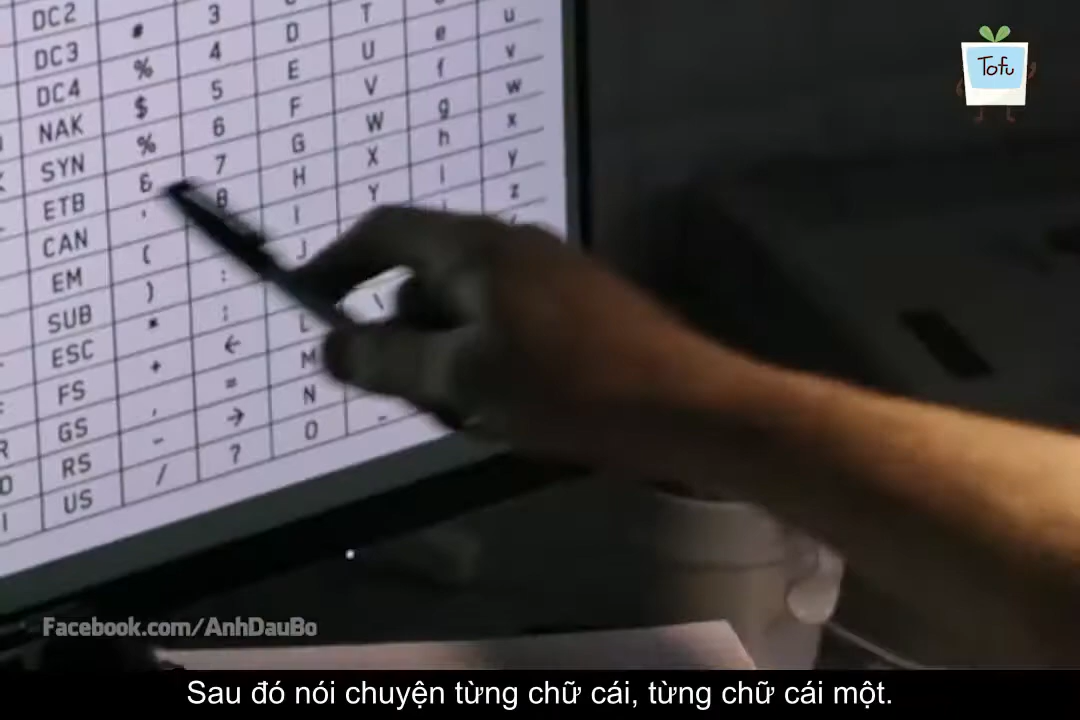 DC2 3 T u
DC3 # 4 D U e v
DC4 % 5 E V f w
NAK $ 6 F W g x
SYN % 7 G X h y
ETB & 8 H Y i z
CAN ' I
EM ( J
SUB ) : \
ESC * ; L
FS + ← M
GS , = N
RS - → O _
US / ?
Tofu
Facebook.com/AnhDauBo
Sau đó nói chuyện từng chữ cái, từng chữ cái một.